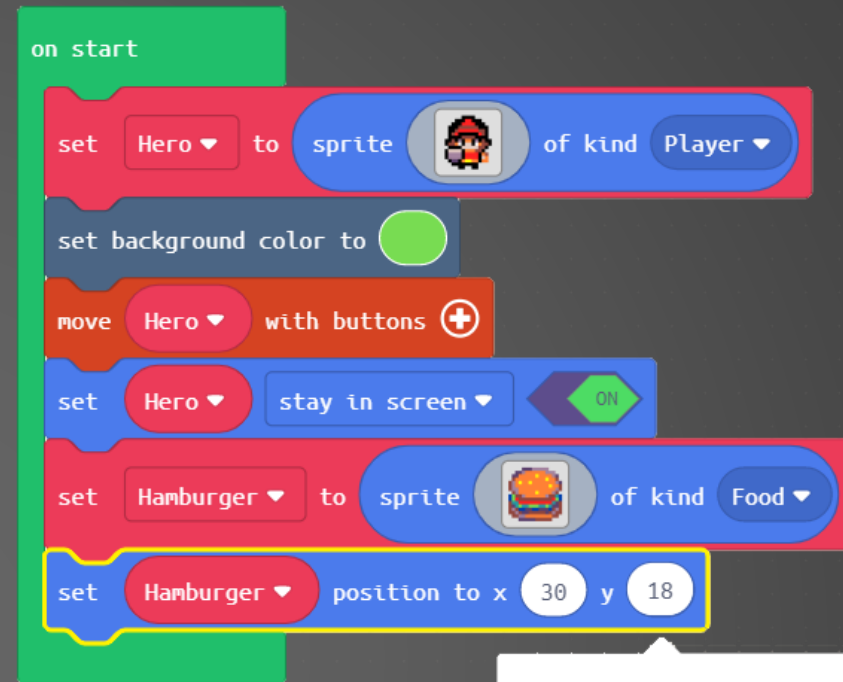 on start
set Hero to sprite of kind Player
set background color to
move Hero with buttons
set Hero stay in screen ON
set Hamburger to sprite of kind Food
set Hamburger position to x 30 y 18